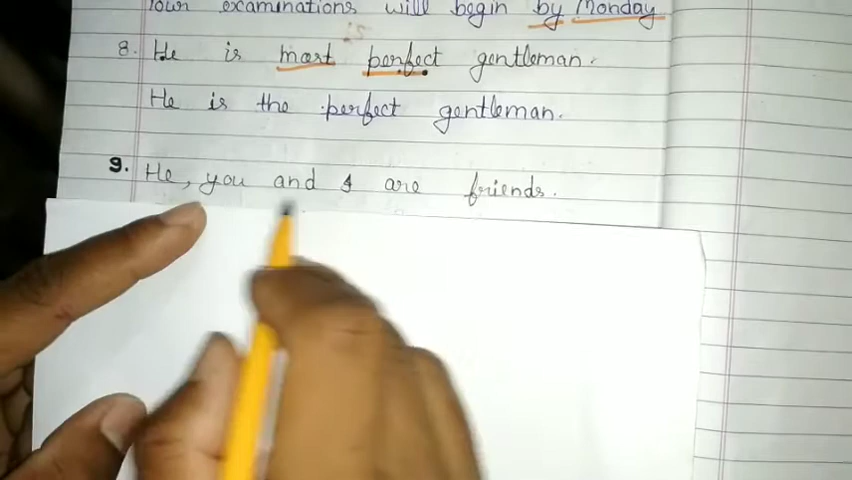 Your examinations will begin by Monday
is
8. He is most perfect gentleman.
He is the perfect gentleman.
9. He, you and I are friends.